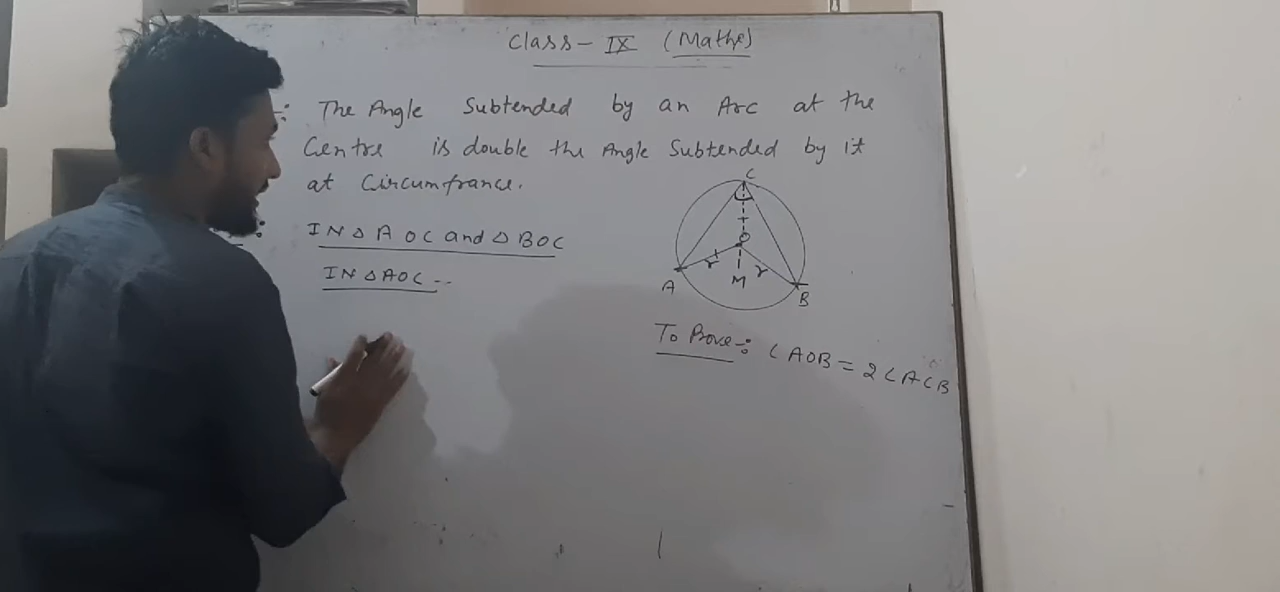 Class - IX (Maths)
-: The Angle Subtended by an Arc at the
Centre is double the Angle Subtended by it
at Circumfrance.
:
IN △ AOC and △ BOC
IN △ AOC --
C
O
r
r
M
A
B
To Prove -: ∠AOB = 2∠ACB